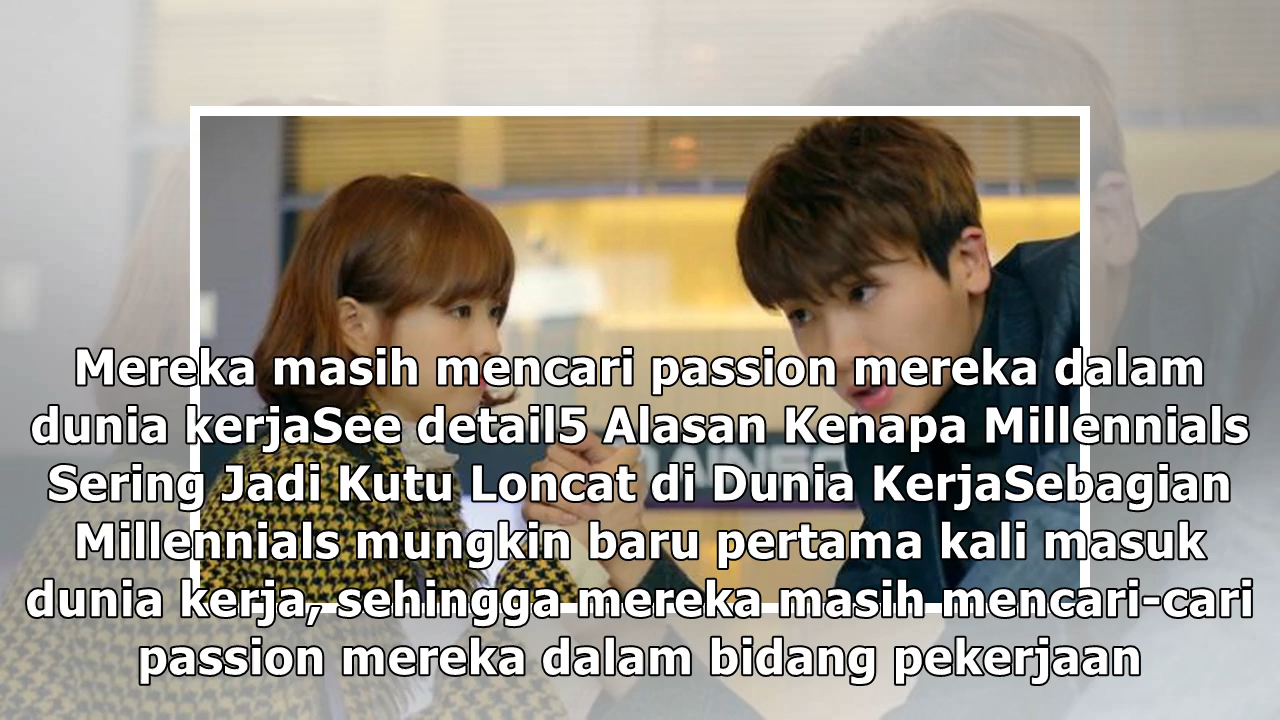 Mereka masih mencari passion mereka dalam
dunia kerjaSee detail5 Alasan Kenapa Millennials
Sering Jadi Kutu Loncat di Dunia KerjaSebagian
Millennials mungkin baru pertama kali masuk
dunia kerja, sehingga mereka masih mencari-cari
passion mereka dalam bidang pekerjaan